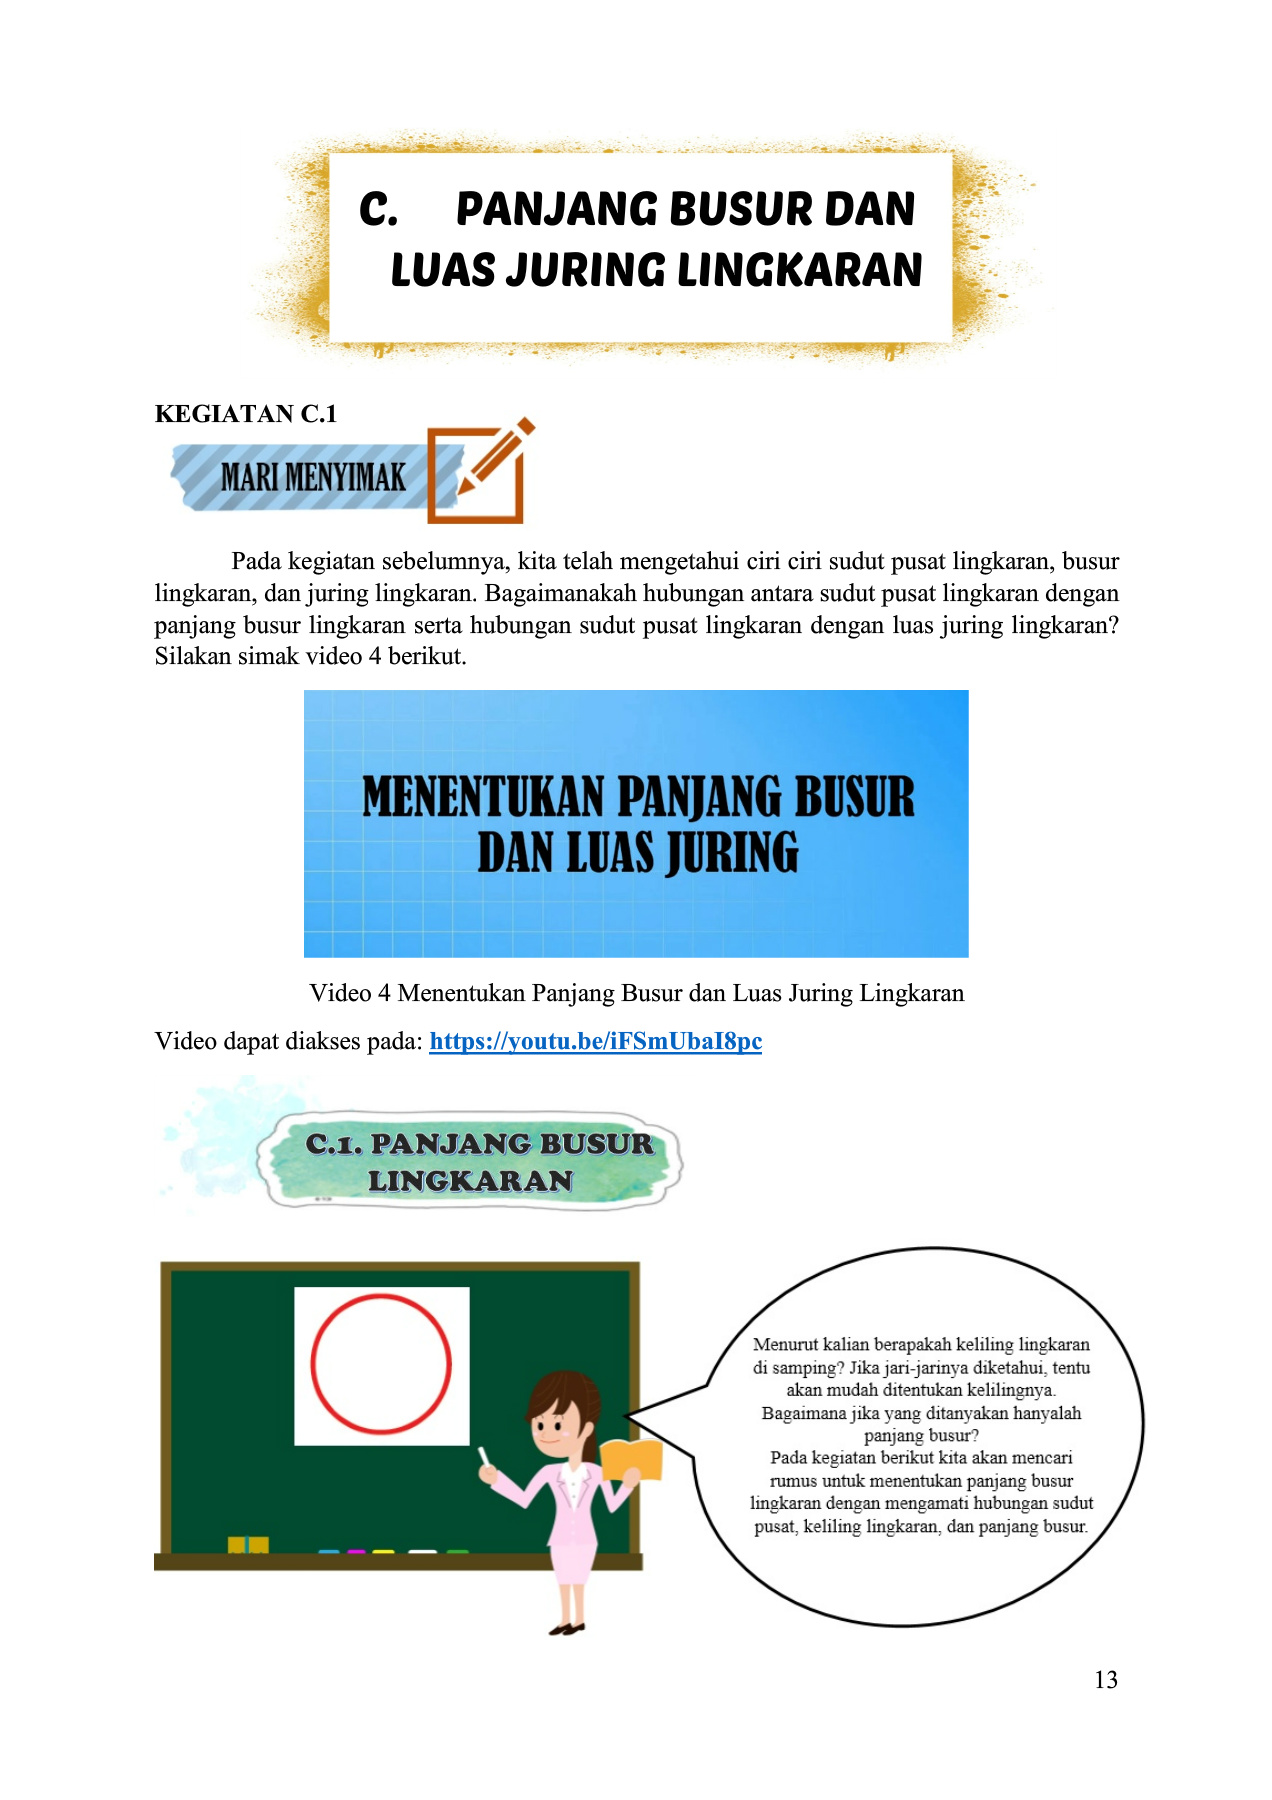 C. PANJANG BUSUR DAN
LUAS JURING LINGKARAN
KEGIATAN C.1
MARI MENYIMAK
Pada kegiatan sebelumnya, kita telah mengetahui ciri ciri sudut pusat lingkaran, busur
lingkaran, dan juring lingkaran. Bagaimanakah hubungan antara sudut pusat lingkaran dengan
panjang busur lingkaran serta hubungan sudut pusat lingkaran dengan luas juring lingkaran?
Silakan simak video 4 berikut.
MENENTUKAN PANJANG BUSUR
DAN LUAS JURING
Video 4 Menentukan Panjang Busur dan Luas Juring Lingkaran
Video dapat diakses pada: https://youtu.be/iFSmUbaI8pc
C.1. PANJANG BUSUR
LINGKARAN
Menurut kalian berapakah keliling lingkaran
di samping? Jika jari-jarinya diketahui, tentu
akan mudah ditentukan kelilingnya.
Bagaimana jika yang ditanyakan hanyalah
panjang busur?
Pada kegiatan berikut kita akan mencari
rumus untuk menentukan panjang busur
lingkaran dengan mengamati hubungan sudut
pusat, keliling lingkaran, dan panjang busur.
13